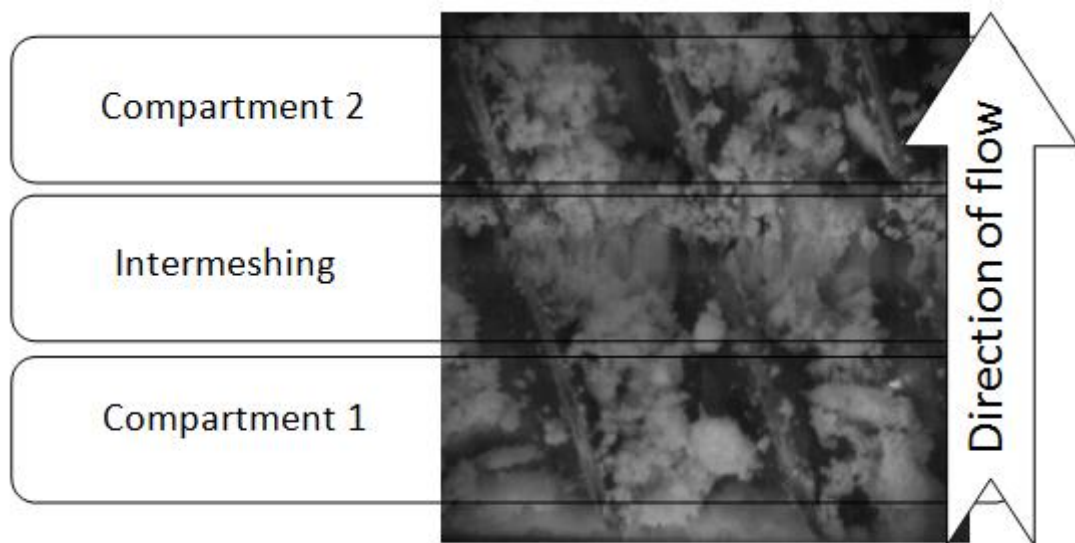 Compartment 2
Intermeshing
Compartment 1
Direction of flow